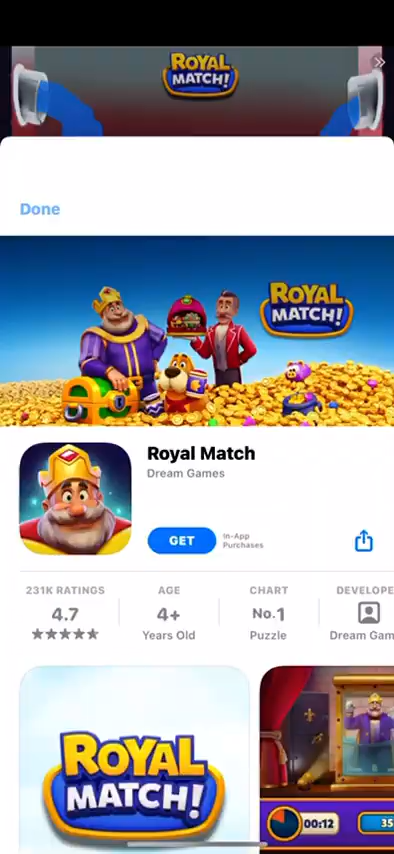 ROYAL
MATCH!
Done
ROYAL
MATCH!
Royal Match
Dream Games
GET
In-App
Purchases
231K RATINGS
AGE
CHART
DEVELOPE
4.7
4+
No.1
Years Old
Puzzle
Dream Gam
ROYAL
MATCH!
00:12
35